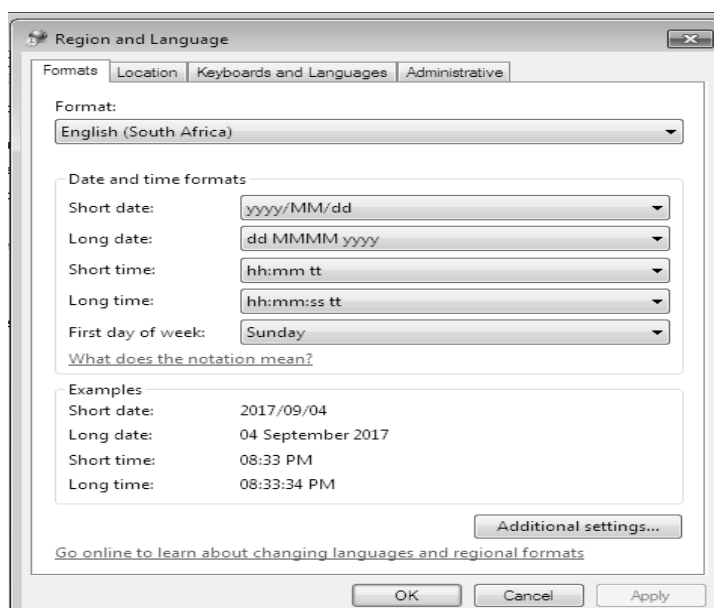 Region and Language
Formats Location Keyboards and Languages Administrative
Format:
English (South Africa)
Date and time formats
Short date: yyyy/MM/dd
Long date: dd MMMM yyyy
Short time: hh:mm tt
Long time: hh:mm:ss tt
First day of week: Sunday
What does the notation mean?
Examples
Short date: 2017/09/04
Long date: 04 September 2017
Short time: 08:33 PM
Long time: 08:33:34 PM
Additional settings...
Go online to learn about changing languages and regional formats
OK Cancel Apply